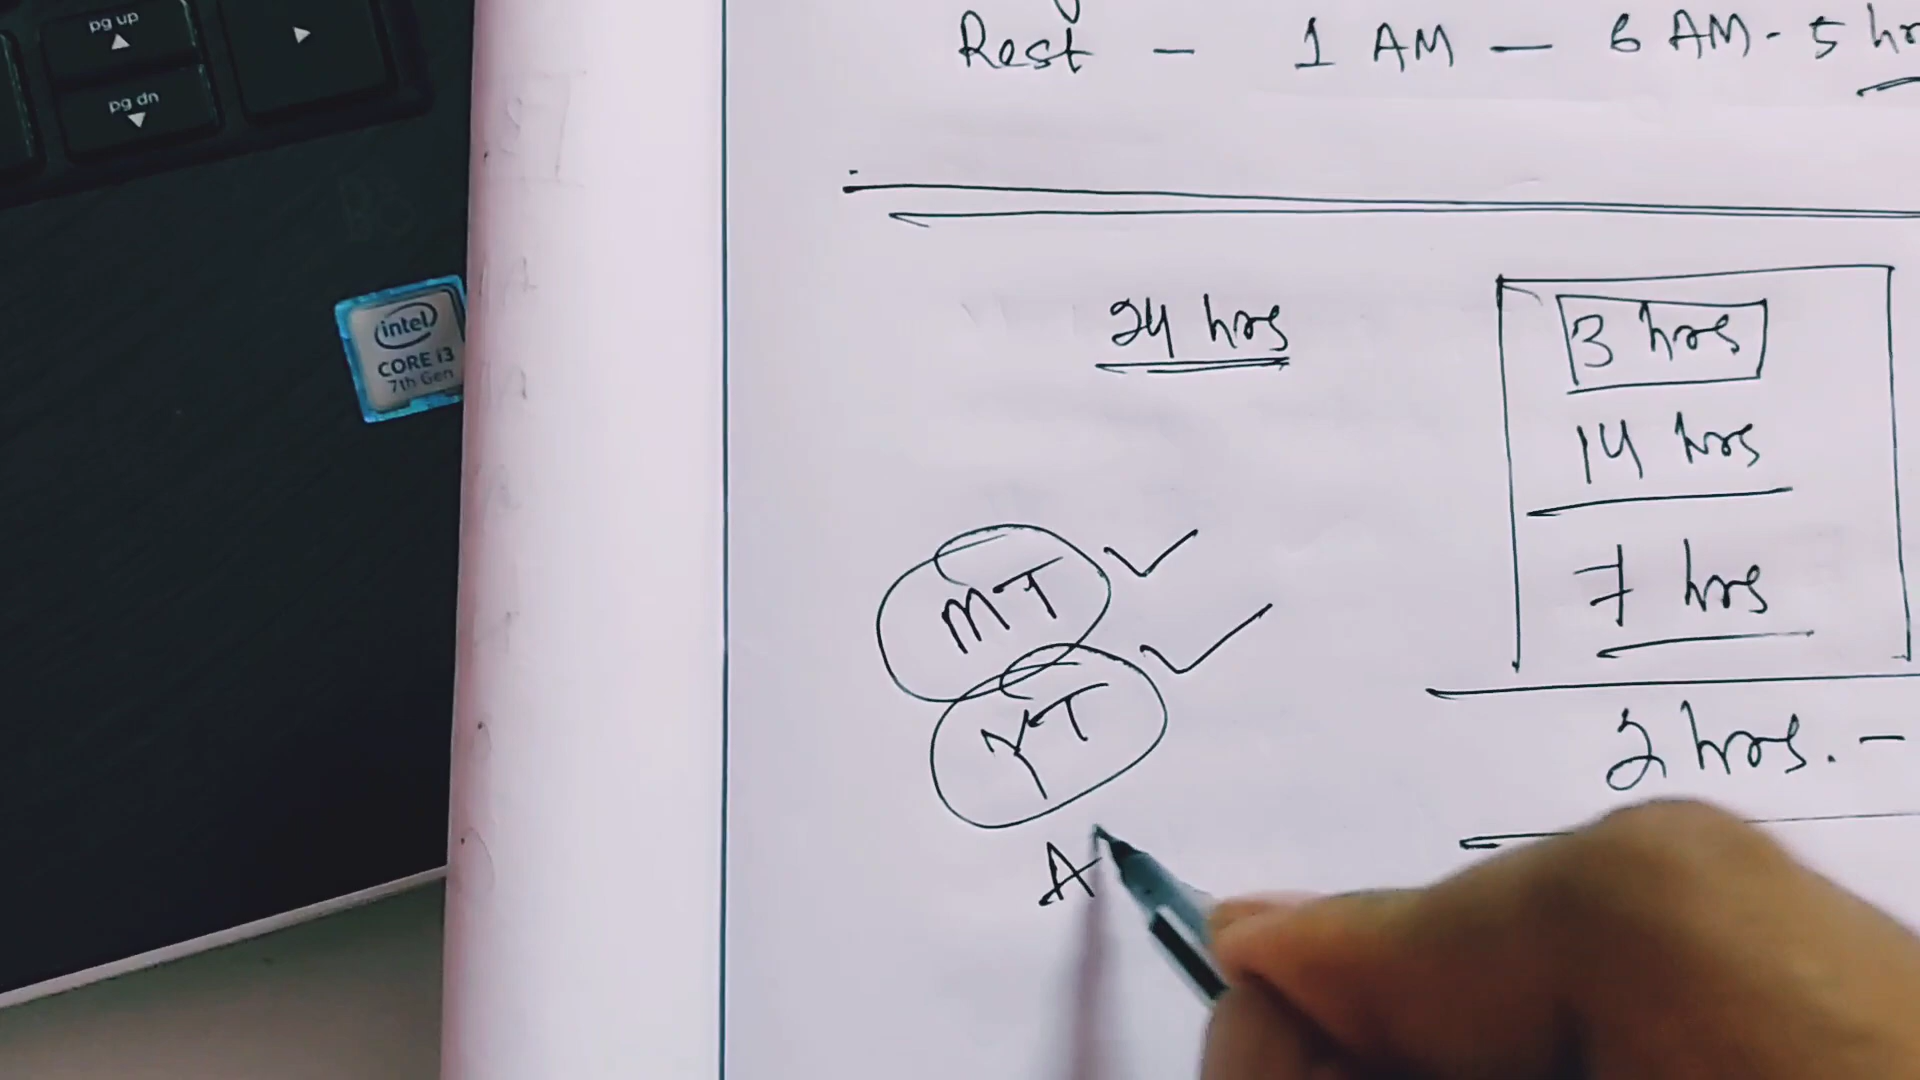 pg up
pg dn
intel
CORE i3
7th Gen
Rest - 1 AM - 6 AM - 5 hr
24 hrs
3 hrs
14 hrs
7 hrs
2 hrs. -
MT
YT
A